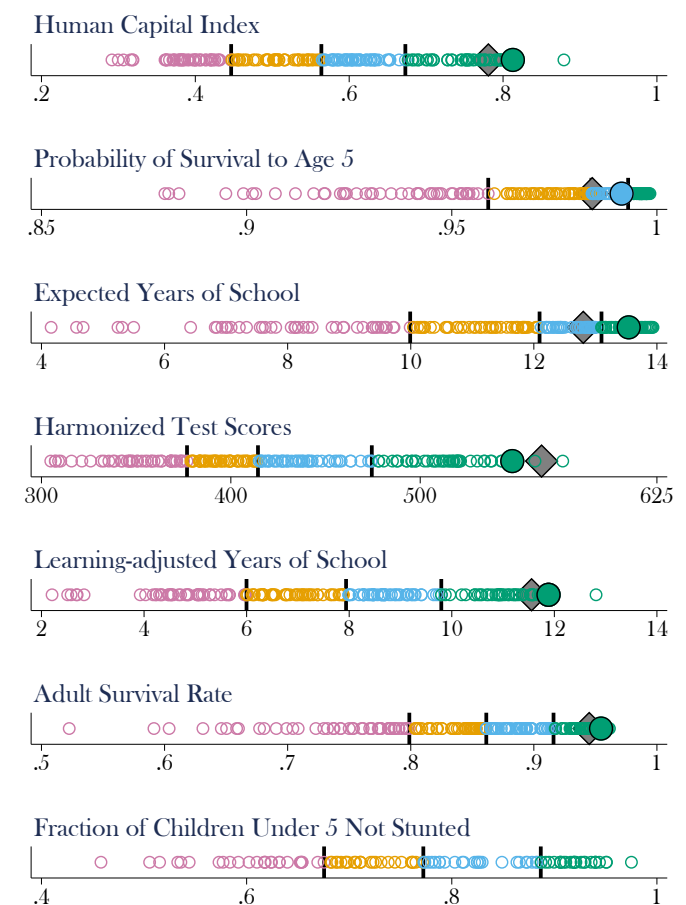 Human Capital Index
.2 .4 .6 .8 1
Probability of Survival to Age 5
.85 .9 .95 1
Expected Years of School
4 6 8 10 12 14
Harmonized Test Scores
300 400 500 625
Learning-adjusted Years of School
2 4 6 8 10 12 14
Adult Survival Rate
.5 .6 .7 .8 .9 1
Fraction of Children Under 5 Not Stunted
.4 .6 .8 1